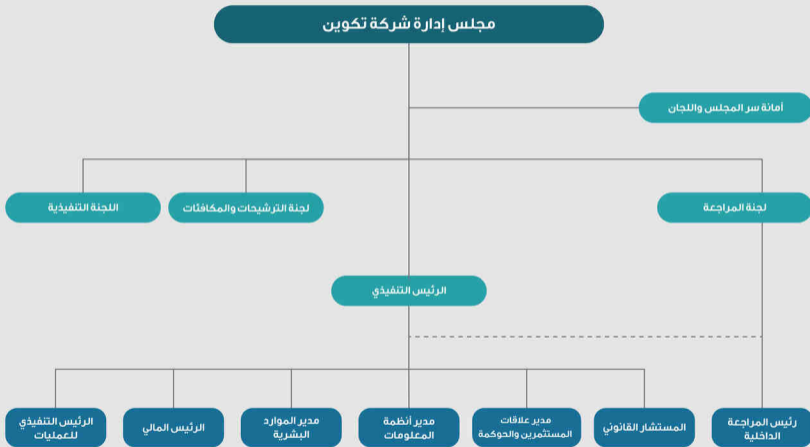 مجلس إدارة شركة تكوين
أمانة سر المجلس واللجان
لجنة المراجعة
لجنة الترشيحات والمكافئات
اللجنة التنفيذية
الرئيس التنفيذي
رئيس المراجعة
الداخلية
المستشار القانوني
مدير علاقات
المستثمرين والحوكمة
مدير أنظمة
المعلومات
مدير الموارد
البشرية
الرئيس المالي
الرئيس التنفيذي
للعمليات